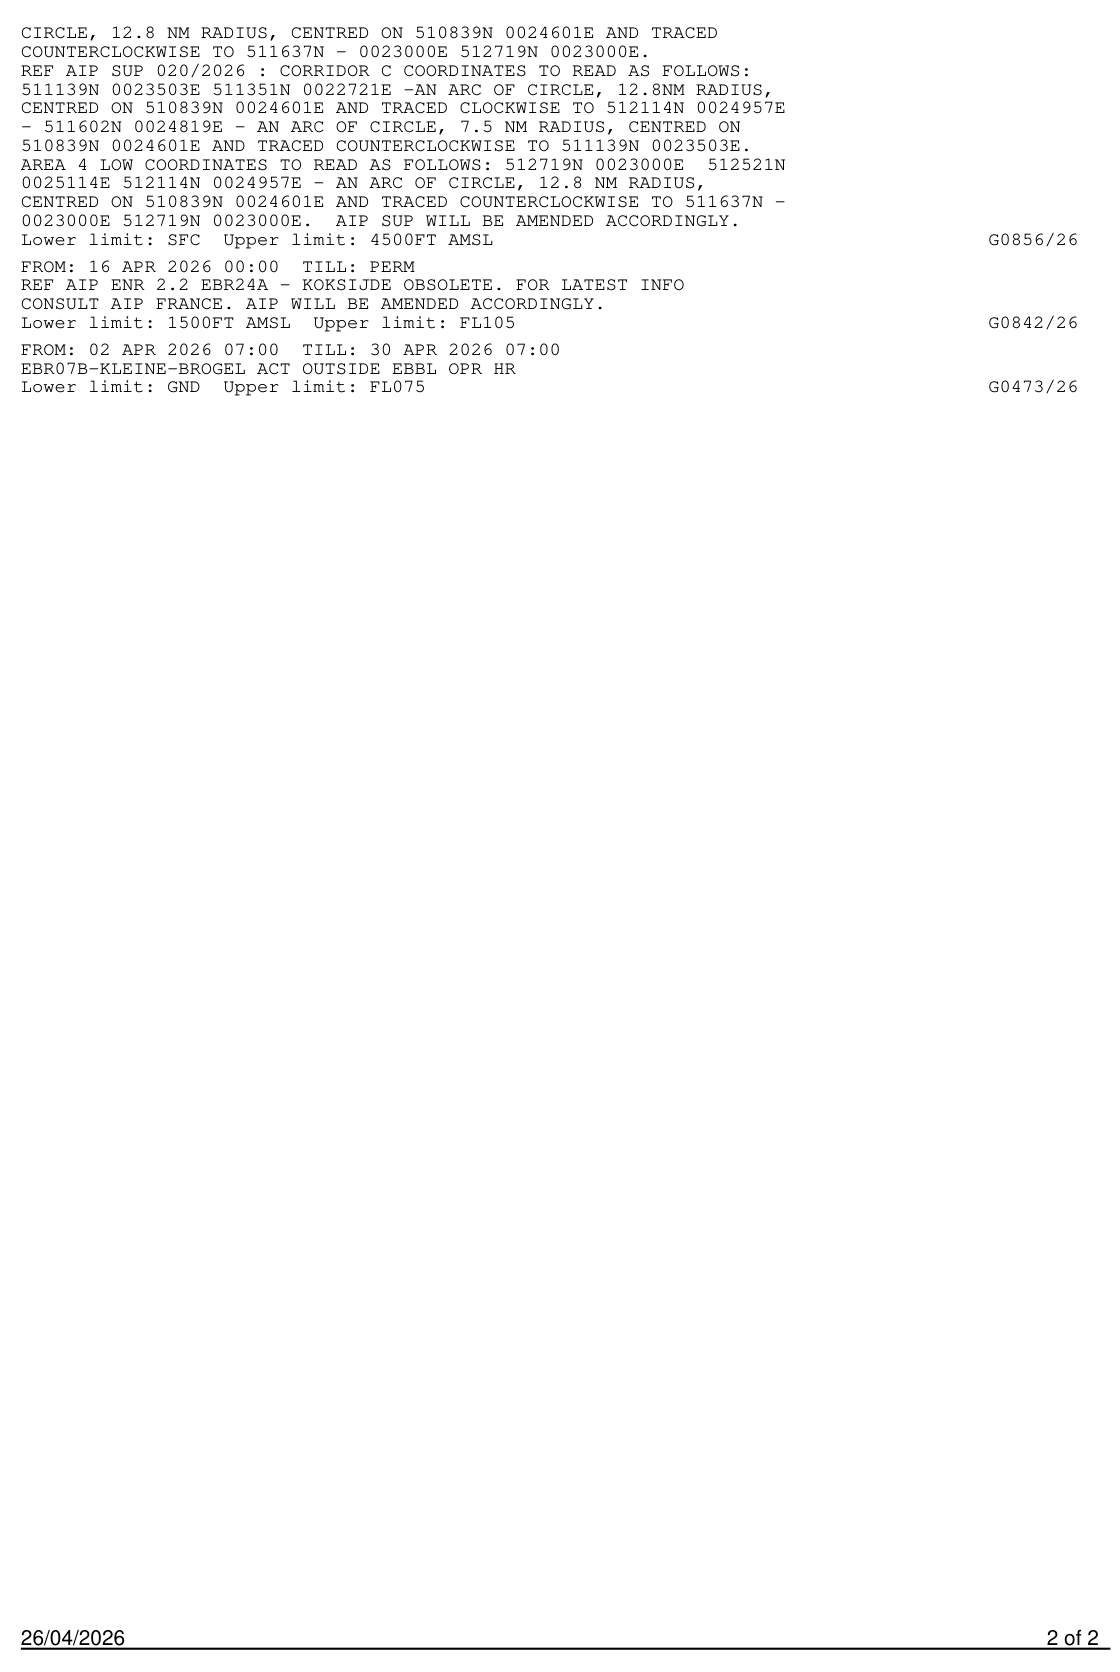 CIRCLE, 12.8 NM RADIUS, CENTRED ON 510839N 0024601E AND TRACED
COUNTERCLOCKWISE TO 511637N - 0023000E 512719N 0023000E.
REF AIP SUP 020/2026 : CORRIDOR C COORDINATES TO READ AS FOLLOWS:
511139N 0023503E 511351N 0022721E -AN ARC OF CIRCLE, 12.8NM RADIUS,
CENTRED ON 510839N 0024601E AND TRACED CLOCKWISE TO 512114N 0024957E
- 511602N 0024819E - AN ARC OF CIRCLE, 7.5 NM RADIUS, CENTRED ON
510839N 0024601E AND TRACED COUNTERCLOCKWISE TO 511139N 0023503E.
AREA 4 LOW COORDINATES TO READ AS FOLLOWS: 512719N 0023000E  512521N
0025114E 512114N 0024957E - AN ARC OF CIRCLE, 12.8 NM RADIUS,
CENTRED ON 510839N 0024601E AND TRACED COUNTERCLOCKWISE TO 511637N -
0023000E 512719N 0023000E.  AIP SUP WILL BE AMENDED ACCORDINGLY.
Lower limit: SFC  Upper limit: 4500FT AMSL G0856/26
FROM: 16 APR 2026 00:00  TILL: PERM
REF AIP ENR 2.2 EBR24A - KOKSIJDE OBSOLETE. FOR LATEST INFO
CONSULT AIP FRANCE. AIP WILL BE AMENDED ACCORDINGLY.
Lower limit: 1500FT AMSL  Upper limit: FL105 G0842/26
FROM: 02 APR 2026 07:00  TILL: 30 APR 2026 07:00
EBR07B-KLEINE-BROGEL ACT OUTSIDE EBBL OPR HR
Lower limit: GND  Upper limit: FL075 G0473/26
26/04/2026 2 of 2